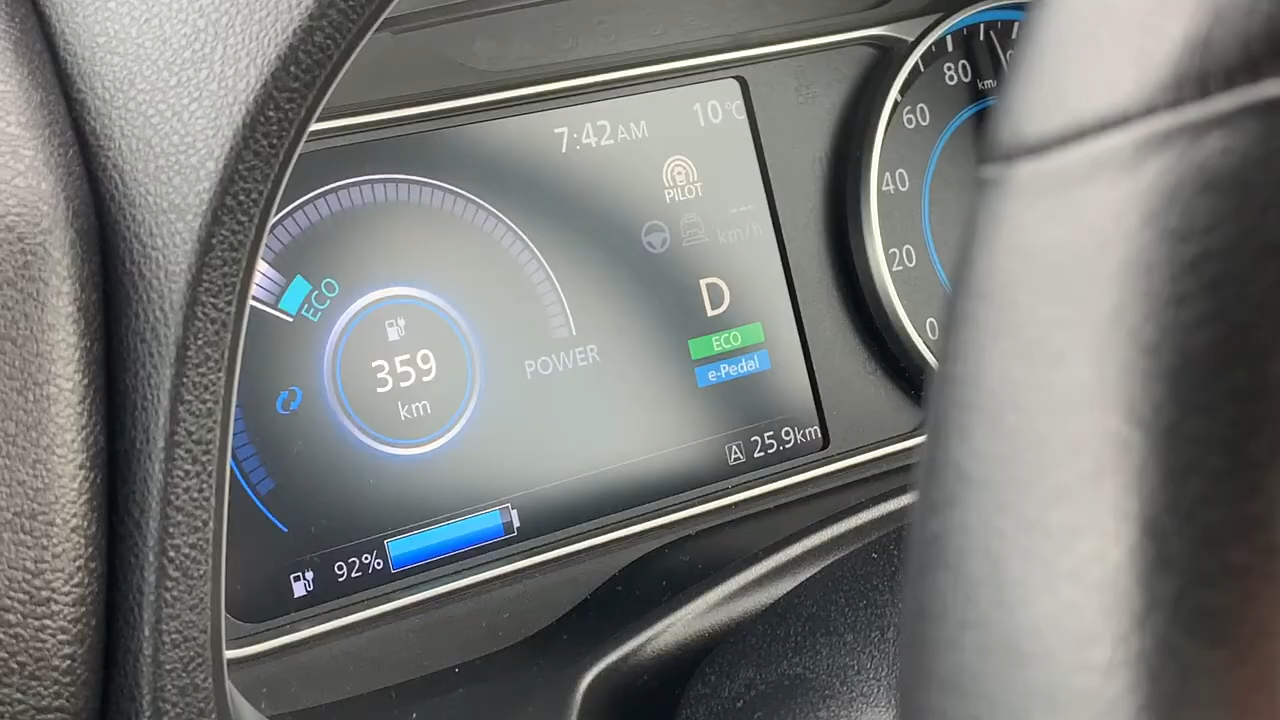 7:42AM
10°C
PILOT
---
km/h
ECO
359
km
POWER
D
ECO
e-Pedal
A 25.9km
92%
80
km/
60
40
20
0